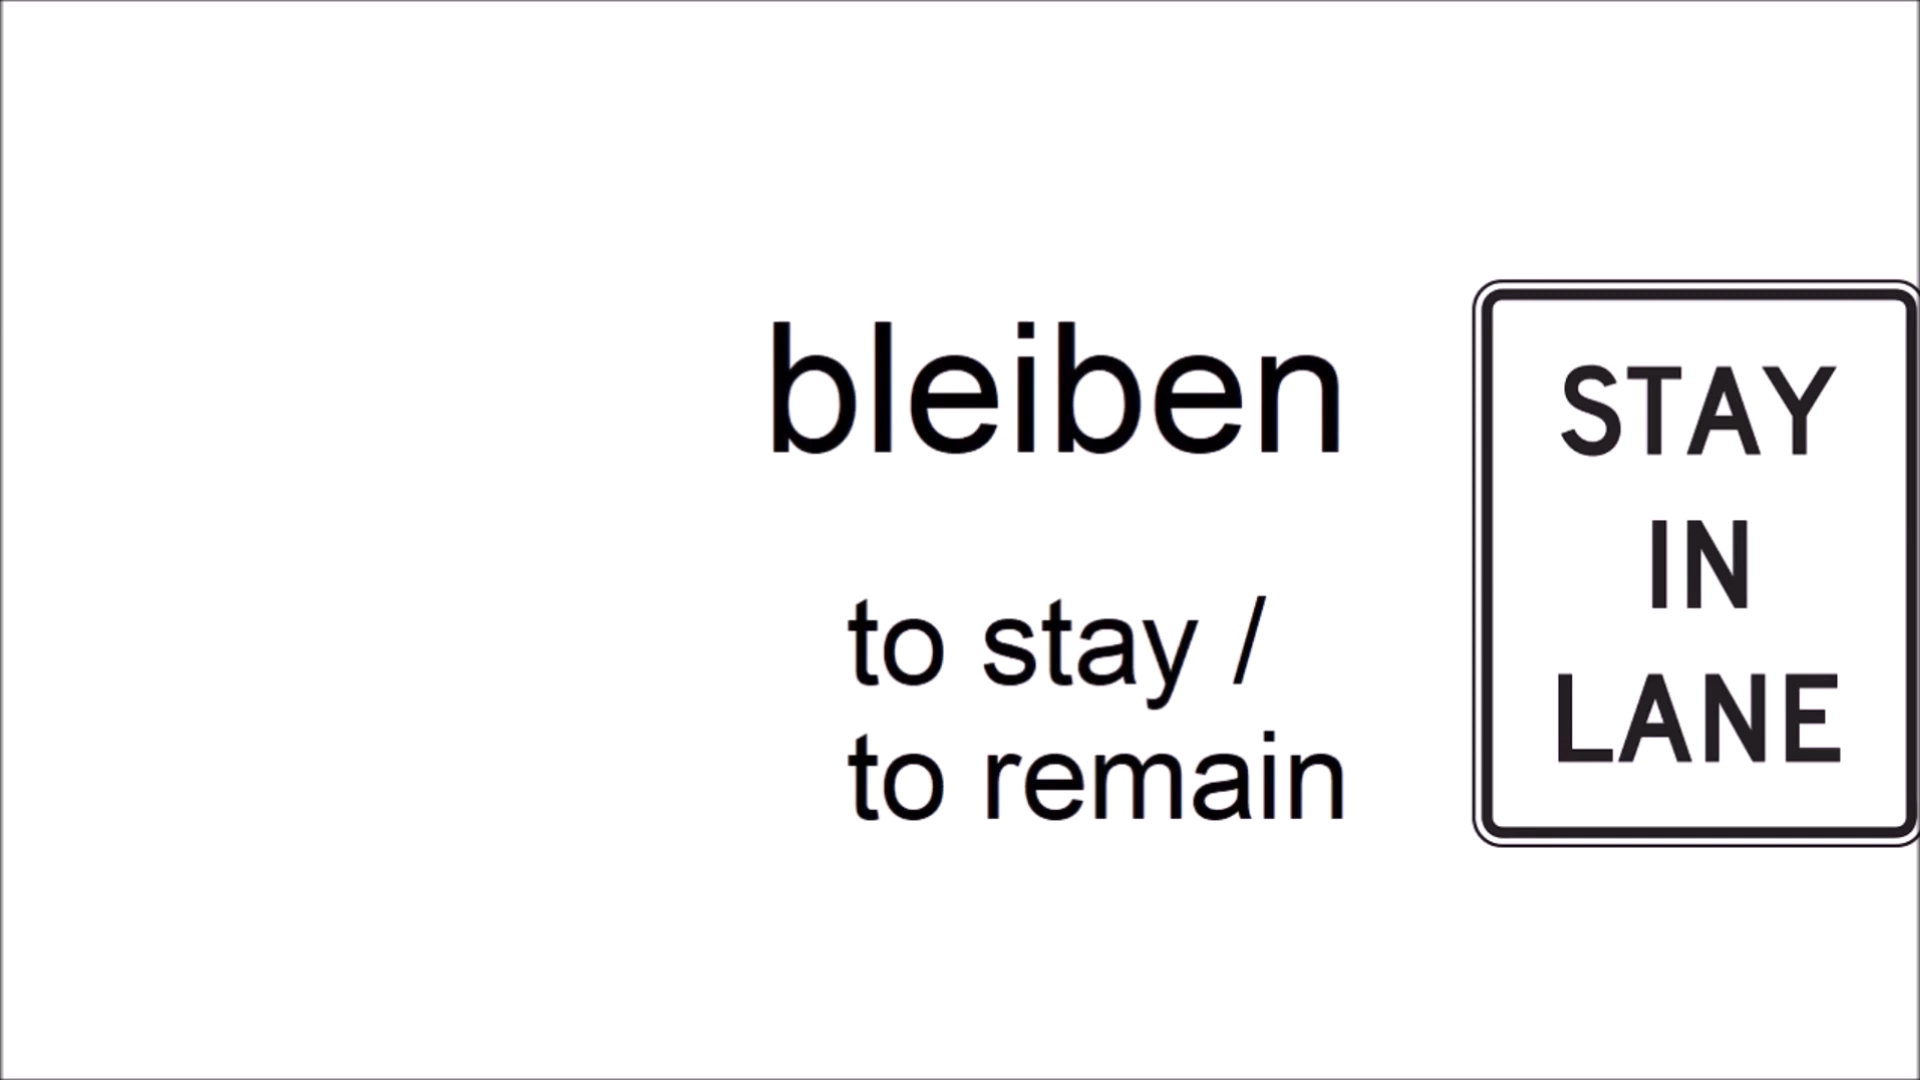 bleiben
to stay /
to remain
STAY
IN
LANE